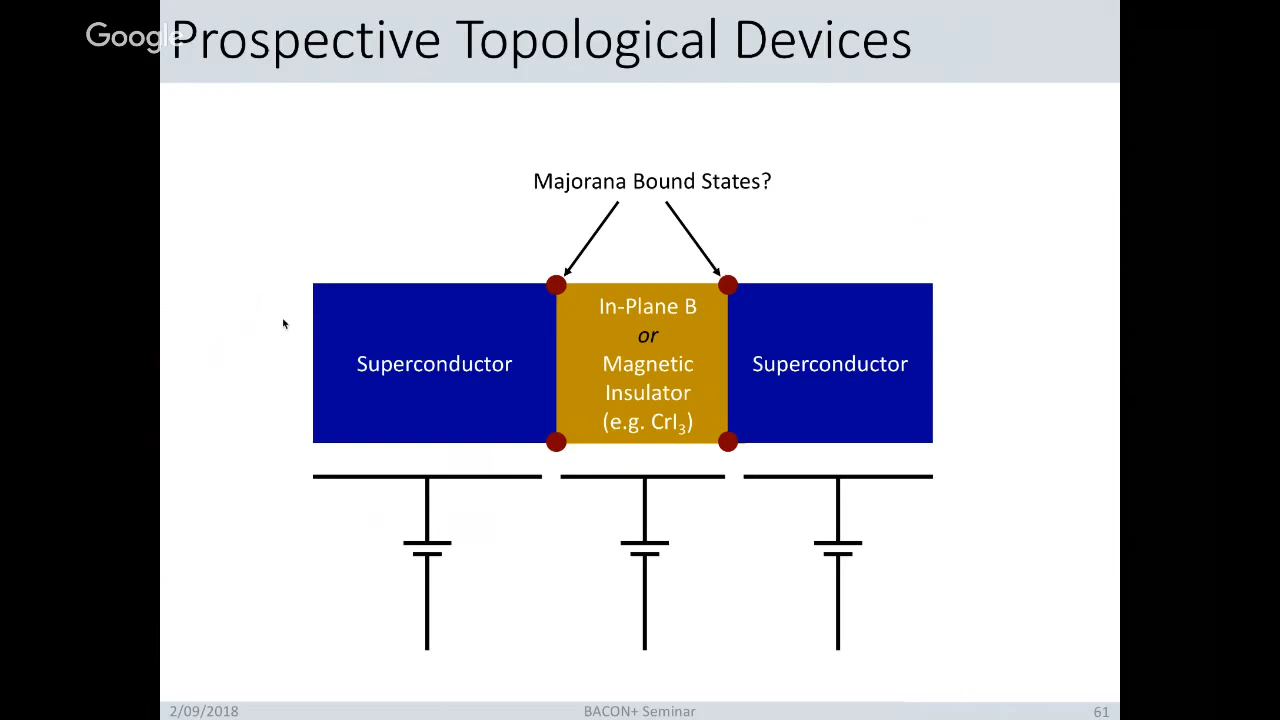 Google
Prospective Topological Devices
Majorana Bound States?
Superconductor
In-Plane B
or
Magnetic
Insulator
(e.g. CrI₃)
Superconductor
2/09/2018
BACON+ Seminar
61